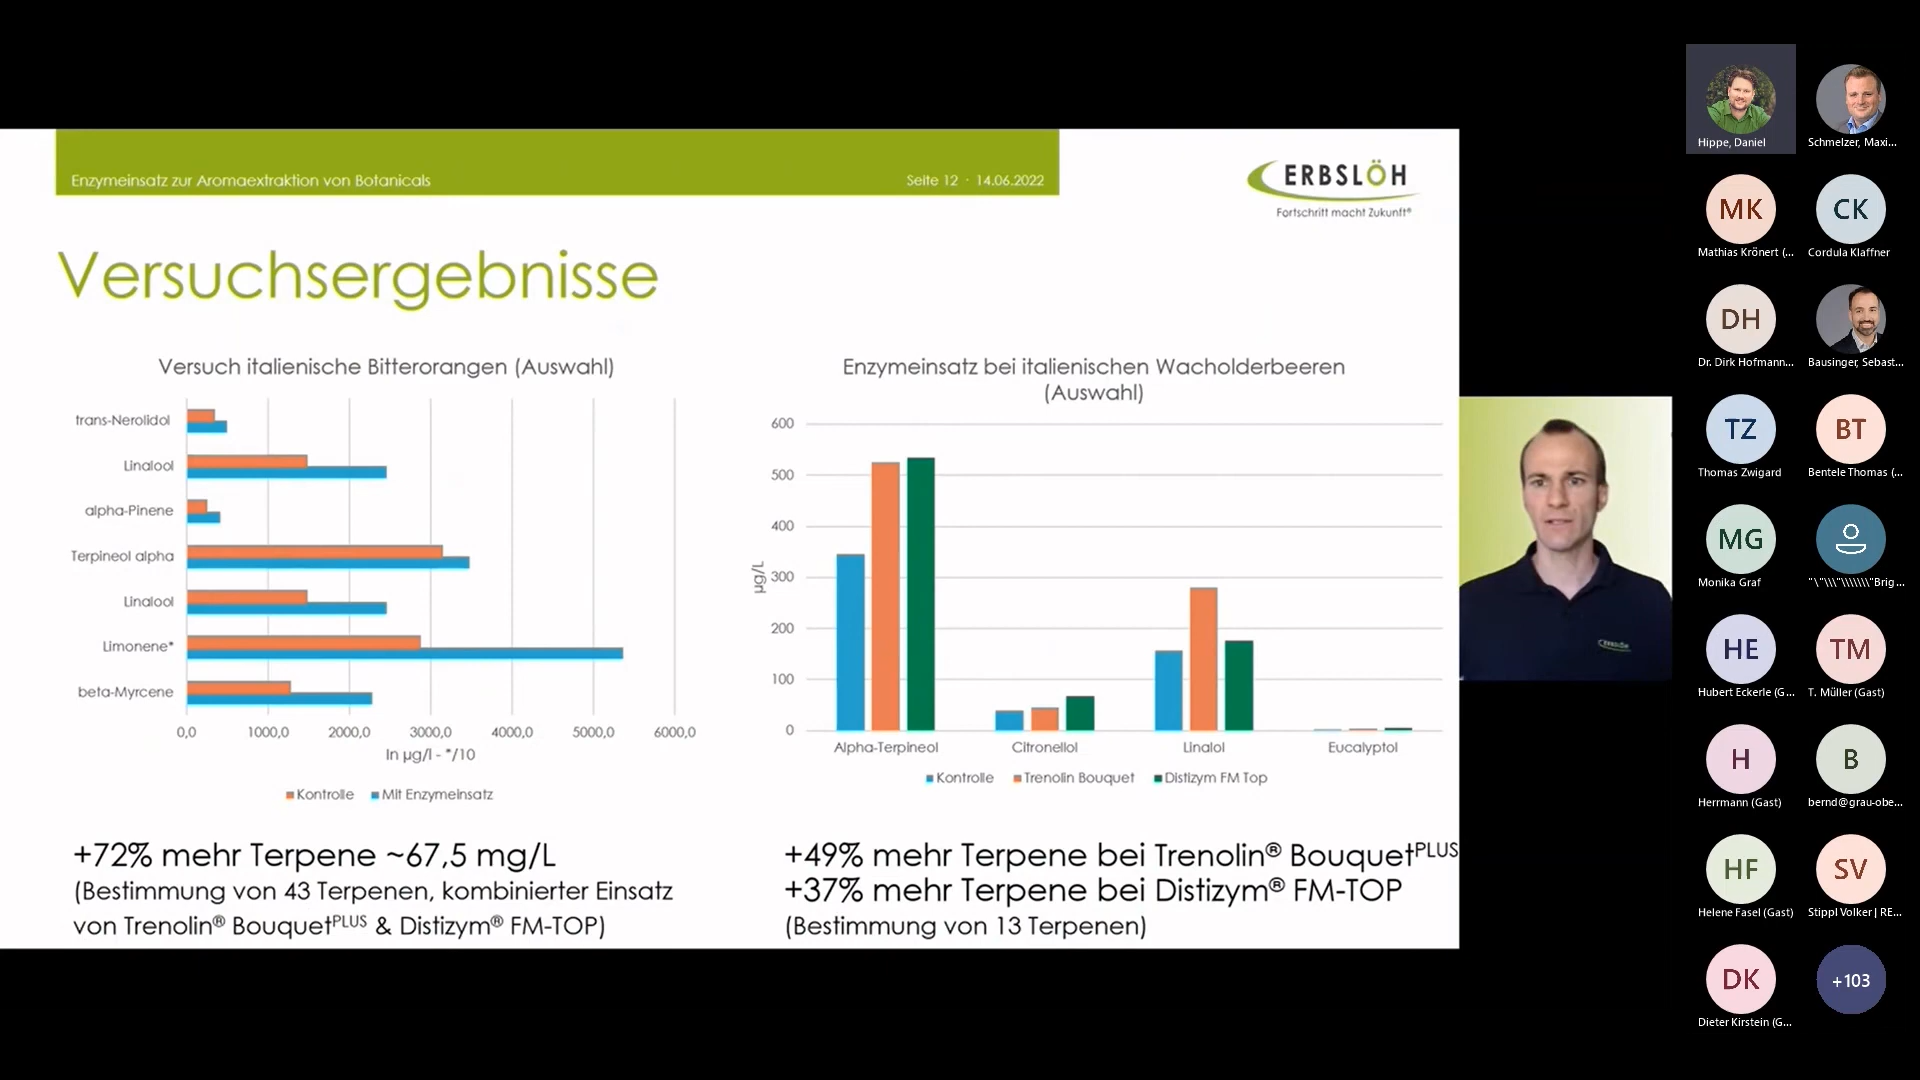 Enzymeinsatz zur Aromaextraktion von Botanicals
Seite 12 · 14.06.2022
ERBSLÖH
Fortschritt macht Zukunft®
Versuchsergebnisse
Versuch italienische Bitterorangen (Auswahl)
trans-Nerolidol
Linalool
alpha-Pinene
Terpineol alpha
Linalool
Limonene*
beta-Myrcene
0,0 1000,0 2000,0 3000,0 4000,0 5000,0 6000,0
In µg/l - */10
Kontrolle Mit Enzymeinsatz
+72% mehr Terpene ~67,5 mg/L
(Bestimmung von 43 Terpenen, kombinierter Einsatz
von Trenolin® BouquetPLUS & Distizym® FM-TOP)
Enzymeinsatz bei italienischen Wacholderbeeren
(Auswahl)
600
500
400
300
200
100
0
µg/L
Alpha-Terpineol Citronellol Linalol Eucalyptol
Kontrolle Trenolin Bouquet Distizym FM Top
+49% mehr Terpene bei Trenolin® BouquetPLUS
+37% mehr Terpene bei Distizym® FM-TOP
(Bestimmung von 13 Terpenen)
Hippe, Daniel
Schmelzer, Maxi...
MK
Mathias Krönert (...
CK
Cordula Klaffner
DH
Dr. Dirk Hofmann...
Bausinger, Sebast...
TZ
Thomas Zwigard
BT
Bentele Thomas (...
MG
Monika Graf
"\"\\\"\\\\\\\"Brig...
HE
Hubert Eckerle (G...
TM
T. Müller (Gast)
H
Herrmann (Gast)
B
bernd@grau-obe...
HF
Helene Fasel (Gast)
SV
Stippl Volker | RE...
DK
Dieter Kirstein (G...
+103